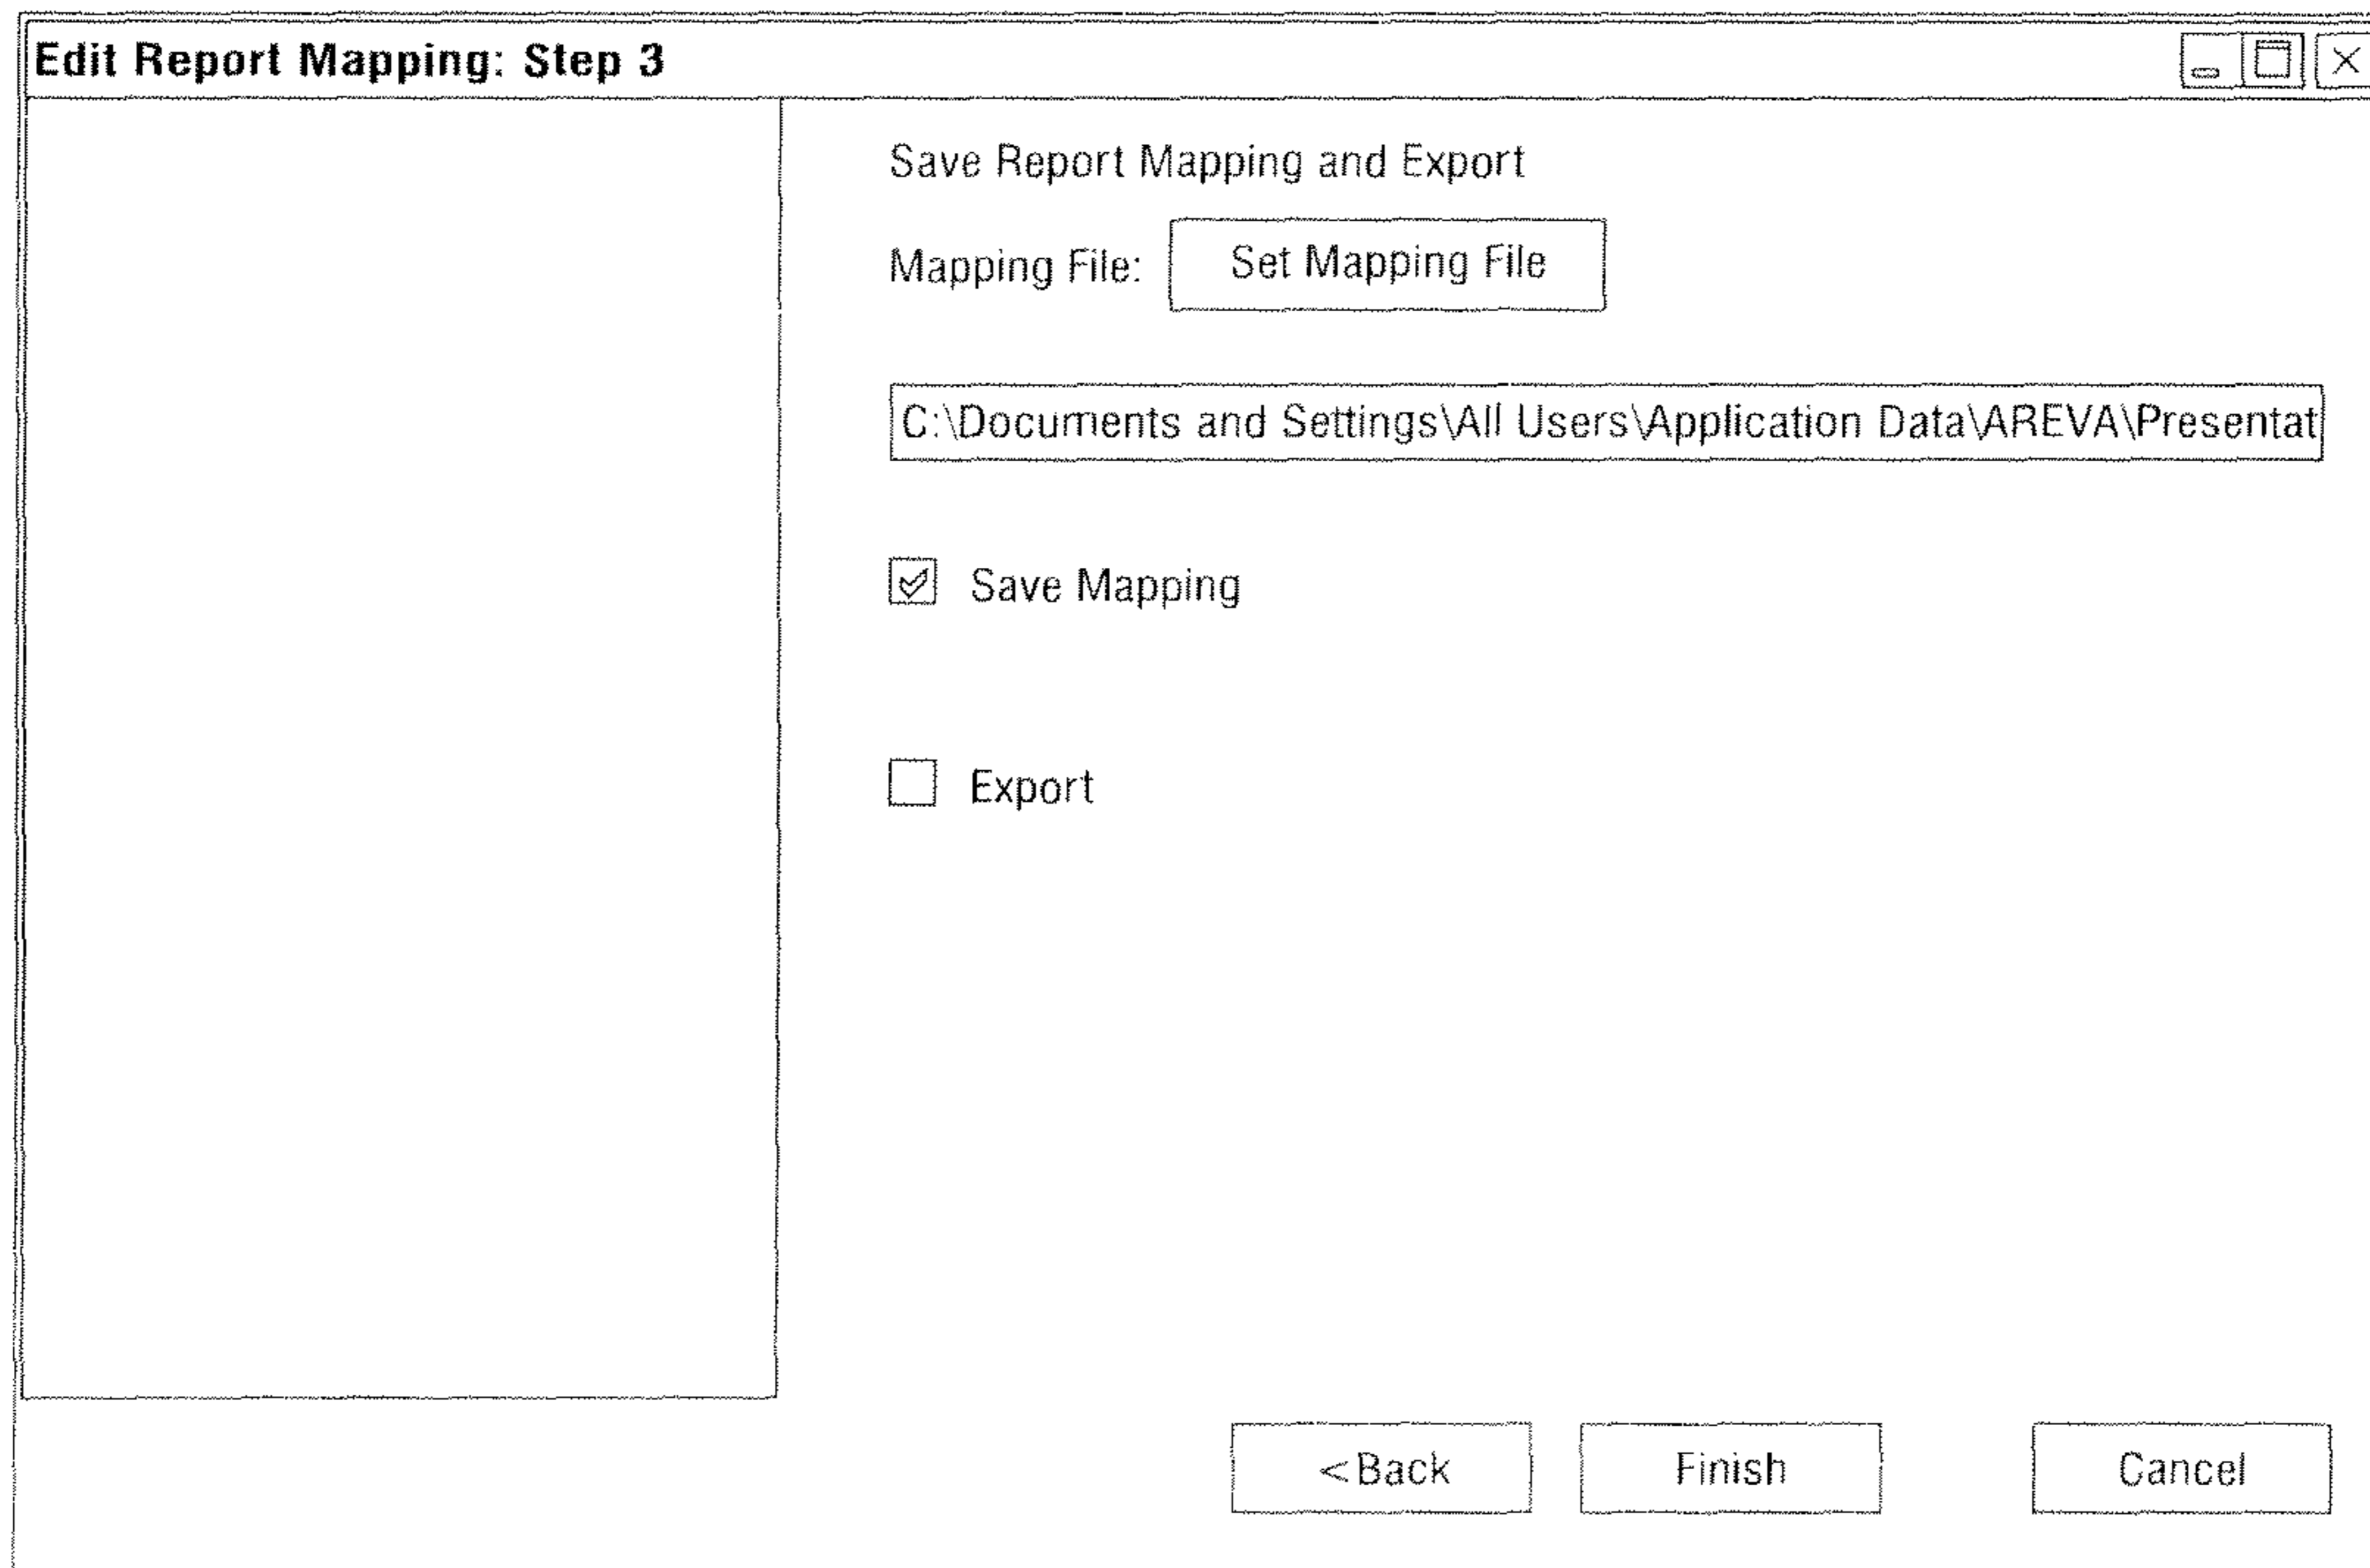 Edit Report Mapping: Step 3
Save Report Mapping and Export
Mapping File: Set Mapping File
C:\Documents and Settings\All Users\Application Data\AREVA\Presentat
Save Mapping
Export
<Back Finish Cancel